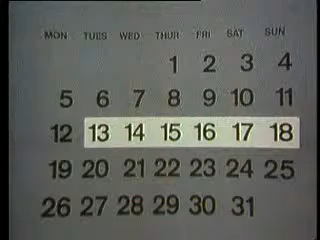 MON TUES WED THUR FRI SAT SUN
1 2 3 4
5 6 7 8 9 10 11
12 13 14 15 16 17 18
19 20 21 22 23 24 25
26 27 28 29 30 31